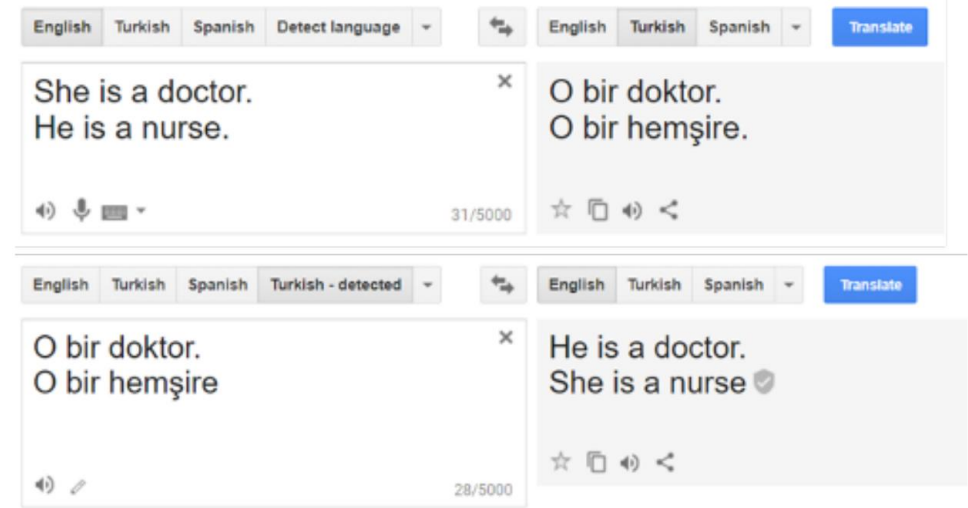 English Turkish Spanish Detect language English Turkish Spanish Translate
She is a doctor.
He is a nurse.
31/5000
O bir doktor.
O bir hemşire.
English Turkish Spanish Turkish - detected English Turkish Spanish Translate
O bir doktor.
O bir hemşire
28/5000
He is a doctor.
She is a nurse